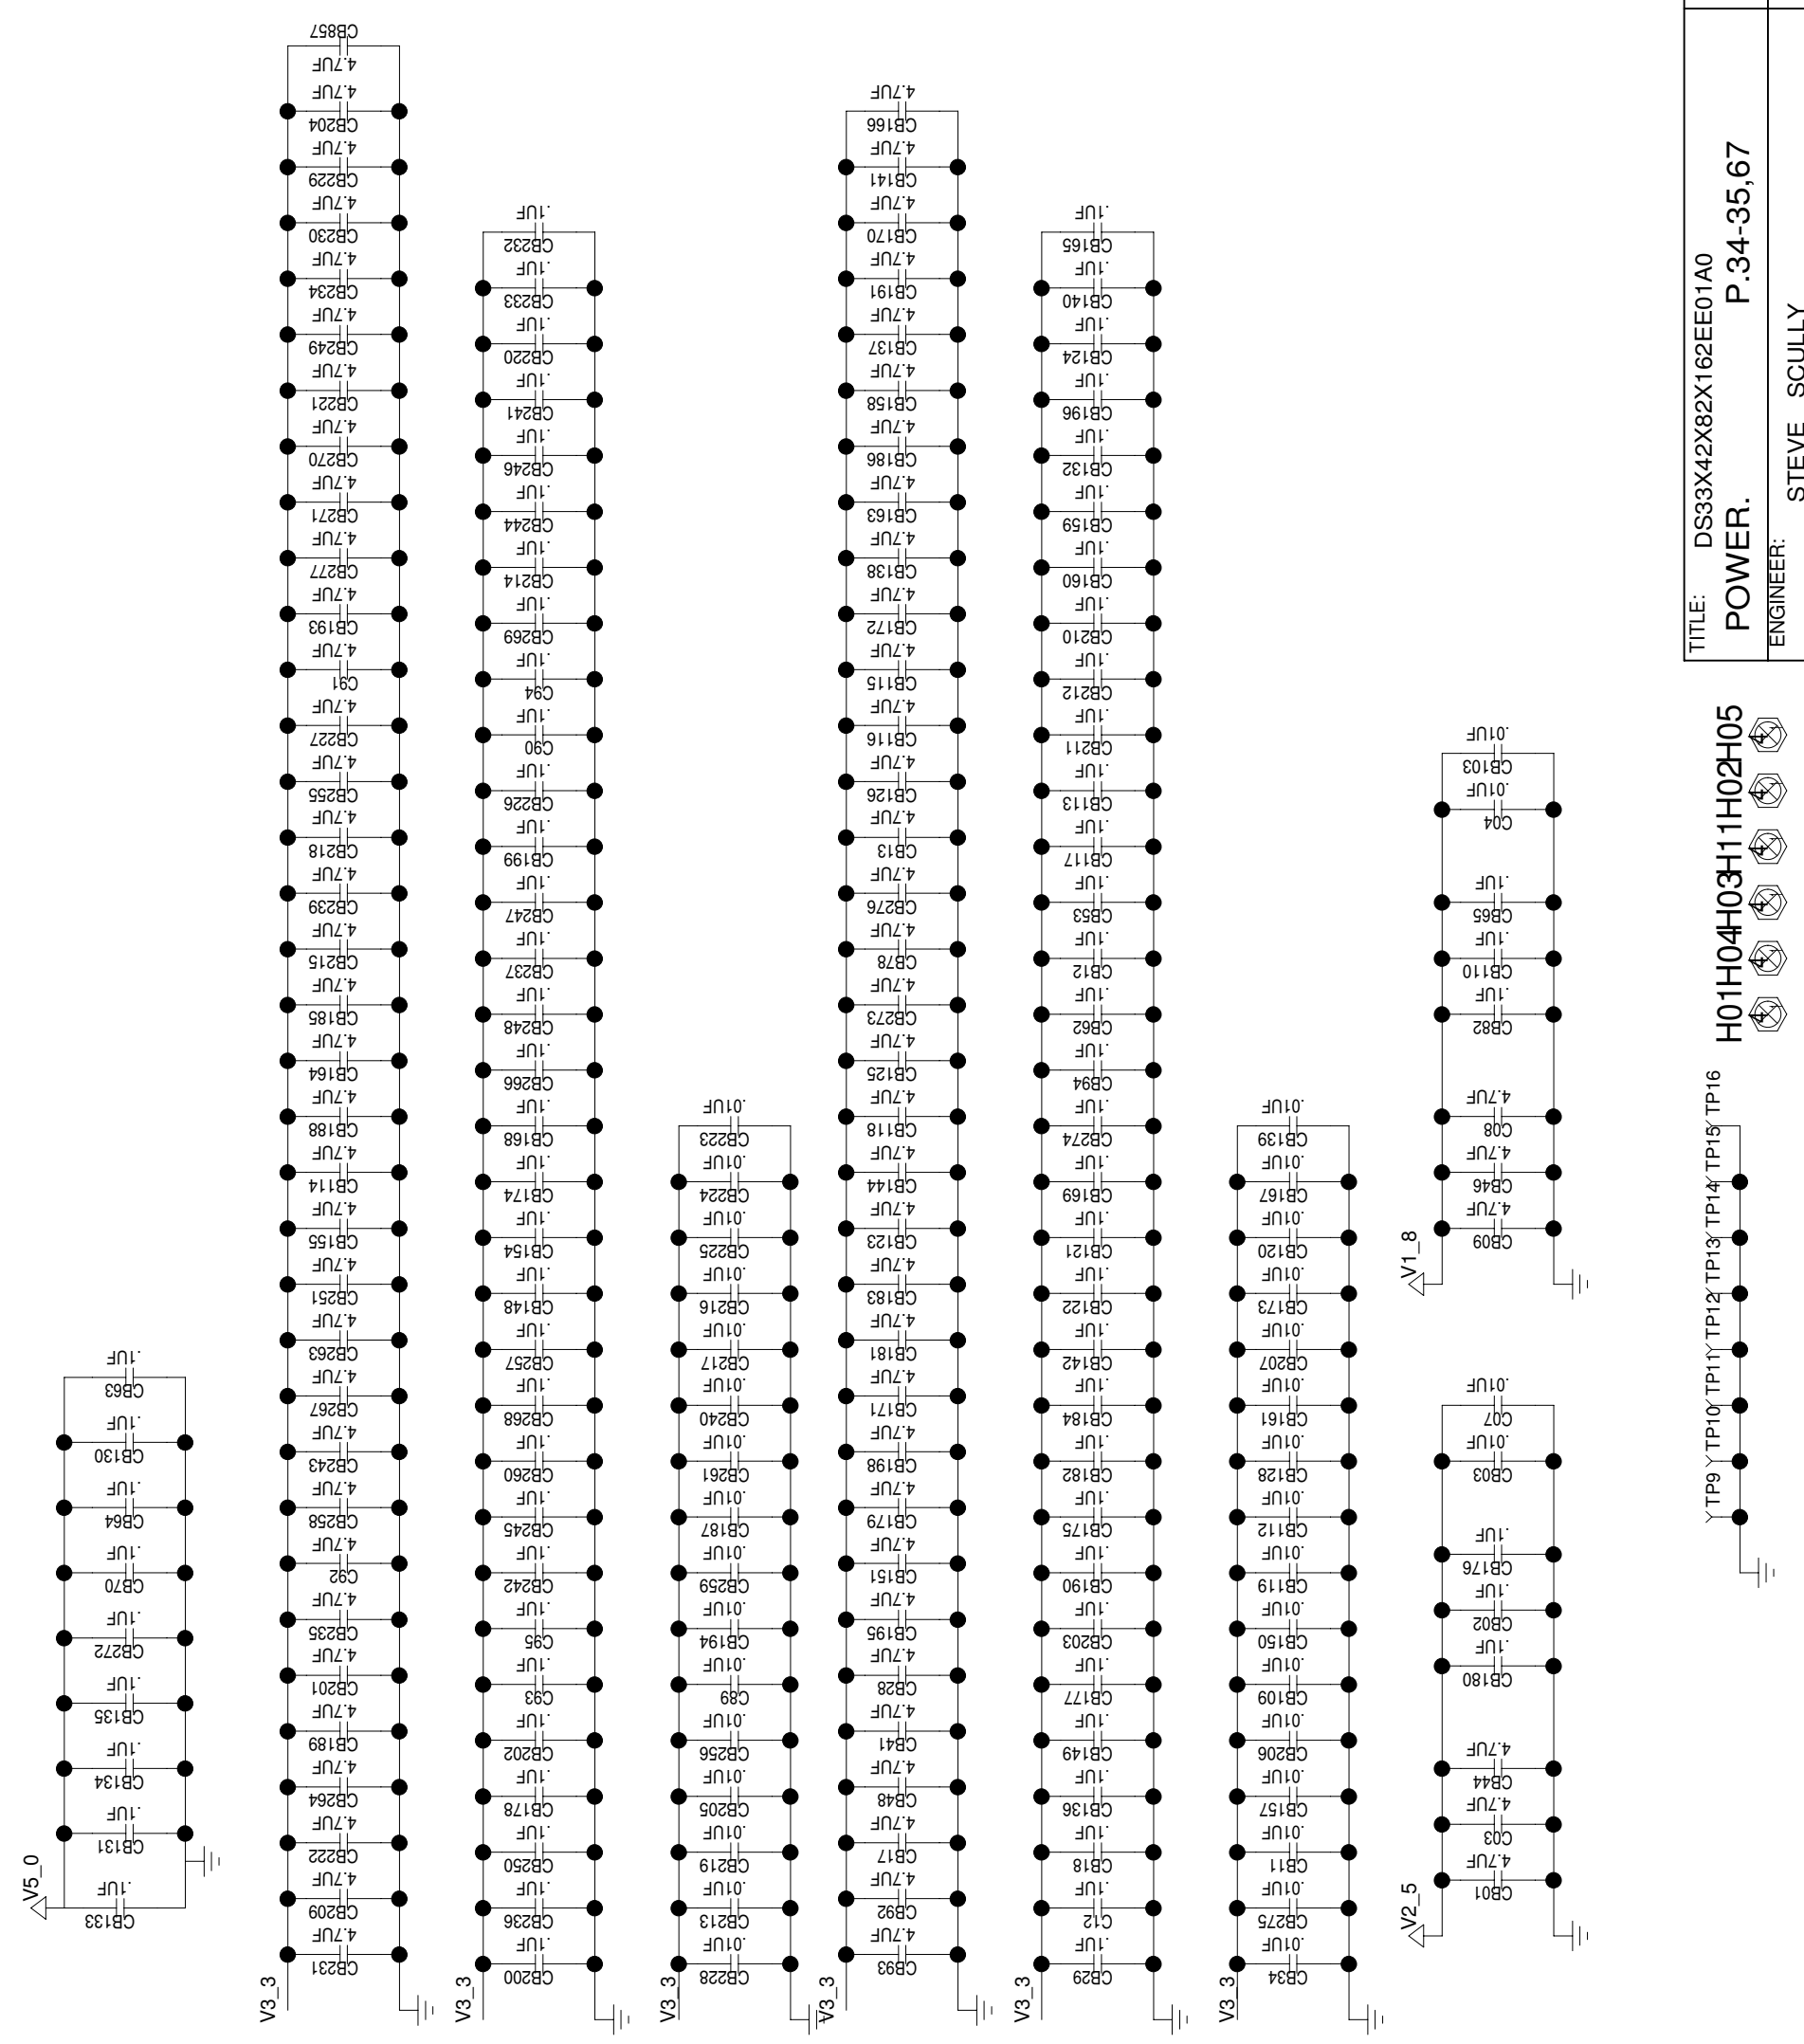 V5_0
.1UF
CB63
.1UF
CB130
.1UF
CB64
.1UF
CB70
.1UF
CB272
.1UF
CB135
.1UF
CB134
.1UF
CB131
.1UF
CB133
V3_3
CB857
4.7UF
4.7UF
CB204
4.7UF
CB229
4.7UF
CB230
4.7UF
CB234
4.7UF
CB249
4.7UF
CB221
4.7UF
CB270
4.7UF
CB271
4.7UF
CB277
4.7UF
CB193
4.7UF
C91
4.7UF
CB227
4.7UF
CB255
4.7UF
CB218
4.7UF
CB239
4.7UF
CB215
4.7UF
CB185
4.7UF
CB164
4.7UF
CB188
4.7UF
CB114
4.7UF
CB155
4.7UF
CB251
4.7UF
CB263
4.7UF
CB267
4.7UF
CB243
4.7UF
CB258
4.7UF
C92
4.7UF
CB235
4.7UF
CB201
4.7UF
CB189
4.7UF
CB264
4.7UF
CB222
4.7UF
CB209
4.7UF
CB231
V3_3
.1UF
CB232
.1UF
CB233
.1UF
CB220
.1UF
CB241
.1UF
CB246
.1UF
CB244
.1UF
CB214
.1UF
CB269
.1UF
C94
.1UF
C90
.1UF
CB226
.1UF
CB199
.1UF
CB247
.1UF
CB237
.1UF
CB248
.1UF
CB266
.1UF
CB168
.1UF
CB174
.1UF
CB154
.1UF
CB148
.1UF
CB257
.1UF
CB268
.1UF
CB260
.1UF
CB245
.1UF
CB242
.1UF
C95
.1UF
C93
.1UF
CB202
.1UF
CB178
.1UF
CB250
.1UF
CB236
.1UF
CB200
V3_3
.01UF
CB223
.01UF
CB224
.01UF
CB225
.01UF
CB216
.01UF
CB217
.01UF
CB240
.01UF
CB261
.01UF
CB187
.01UF
CB259
.01UF
CB194
.01UF
C89
.01UF
CB256
.01UF
CB205
.01UF
CB219
.01UF
CB213
.01UF
CB228
V3_3
4.7UF
CB166
4.7UF
CB141
4.7UF
CB170
4.7UF
CB191
4.7UF
CB137
4.7UF
CB158
4.7UF
CB186
4.7UF
CB163
4.7UF
CB138
4.7UF
CB172
4.7UF
CB115
4.7UF
CB116
4.7UF
CB126
4.7UF
CB13
4.7UF
CB276
4.7UF
CB78
4.7UF
CB273
4.7UF
CB125
4.7UF
CB118
4.7UF
CB144
4.7UF
CB123
4.7UF
CB183
4.7UF
CB181
4.7UF
CB171
4.7UF
CB198
4.7UF
CB179
4.7UF
CB151
4.7UF
CB195
4.7UF
CB28
4.7UF
CB41
4.7UF
CB48
4.7UF
CB17
4.7UF
CB92
4.7UF
CB93
V3_3
.1UF
CB165
.1UF
CB140
.1UF
CB124
.1UF
CB196
.1UF
CB132
.1UF
CB159
.1UF
CB160
.1UF
CB210
.1UF
CB212
.1UF
CB211
.1UF
CB113
.1UF
CB117
.1UF
CB53
.1UF
CB12
.1UF
CB62
.1UF
CB94
.1UF
CB274
.1UF
CB169
.1UF
CB121
.1UF
CB122
.1UF
CB142
.1UF
CB184
.1UF
CB182
.1UF
CB175
.1UF
CB190
.1UF
CB203
.1UF
CB177
.1UF
CB149
.1UF
CB136
.1UF
CB18
.1UF
C12
.1UF
CB29
V3_3
.01UF
CB139
.01UF
CB167
.01UF
CB120
.01UF
CB173
.01UF
CB207
.01UF
CB161
.01UF
CB128
.01UF
CB112
.01UF
CB119
.01UF
CB150
.01UF
CB109
.01UF
CB206
.01UF
CB157
.01UF
CB11
.01UF
CB275
.01UF
CB34
V1_8
.01UF
CB103
.01UF
C04
.1UF
CB65
.1UF
CB110
.1UF
CB82
4.7UF
C08
4.7UF
CB46
4.7UF
CB09
V2_5
.01UF
C07
.01UF
CB03
.1UF
CB176
.1UF
CB02
.1UF
CB180
4.7UF
CB44
4.7UF
C03
4.7UF
CB01
TP9 TP10 TP11 TP12 TP13 TP14 TP15 TP16
H01 H04 H03 H11 H02 H05
4 4 4 4 4 4
TITLE: DS33X42X82X162EE01A0
POWER. P.34-35,67
ENGINEER:
STEVE SCULLY